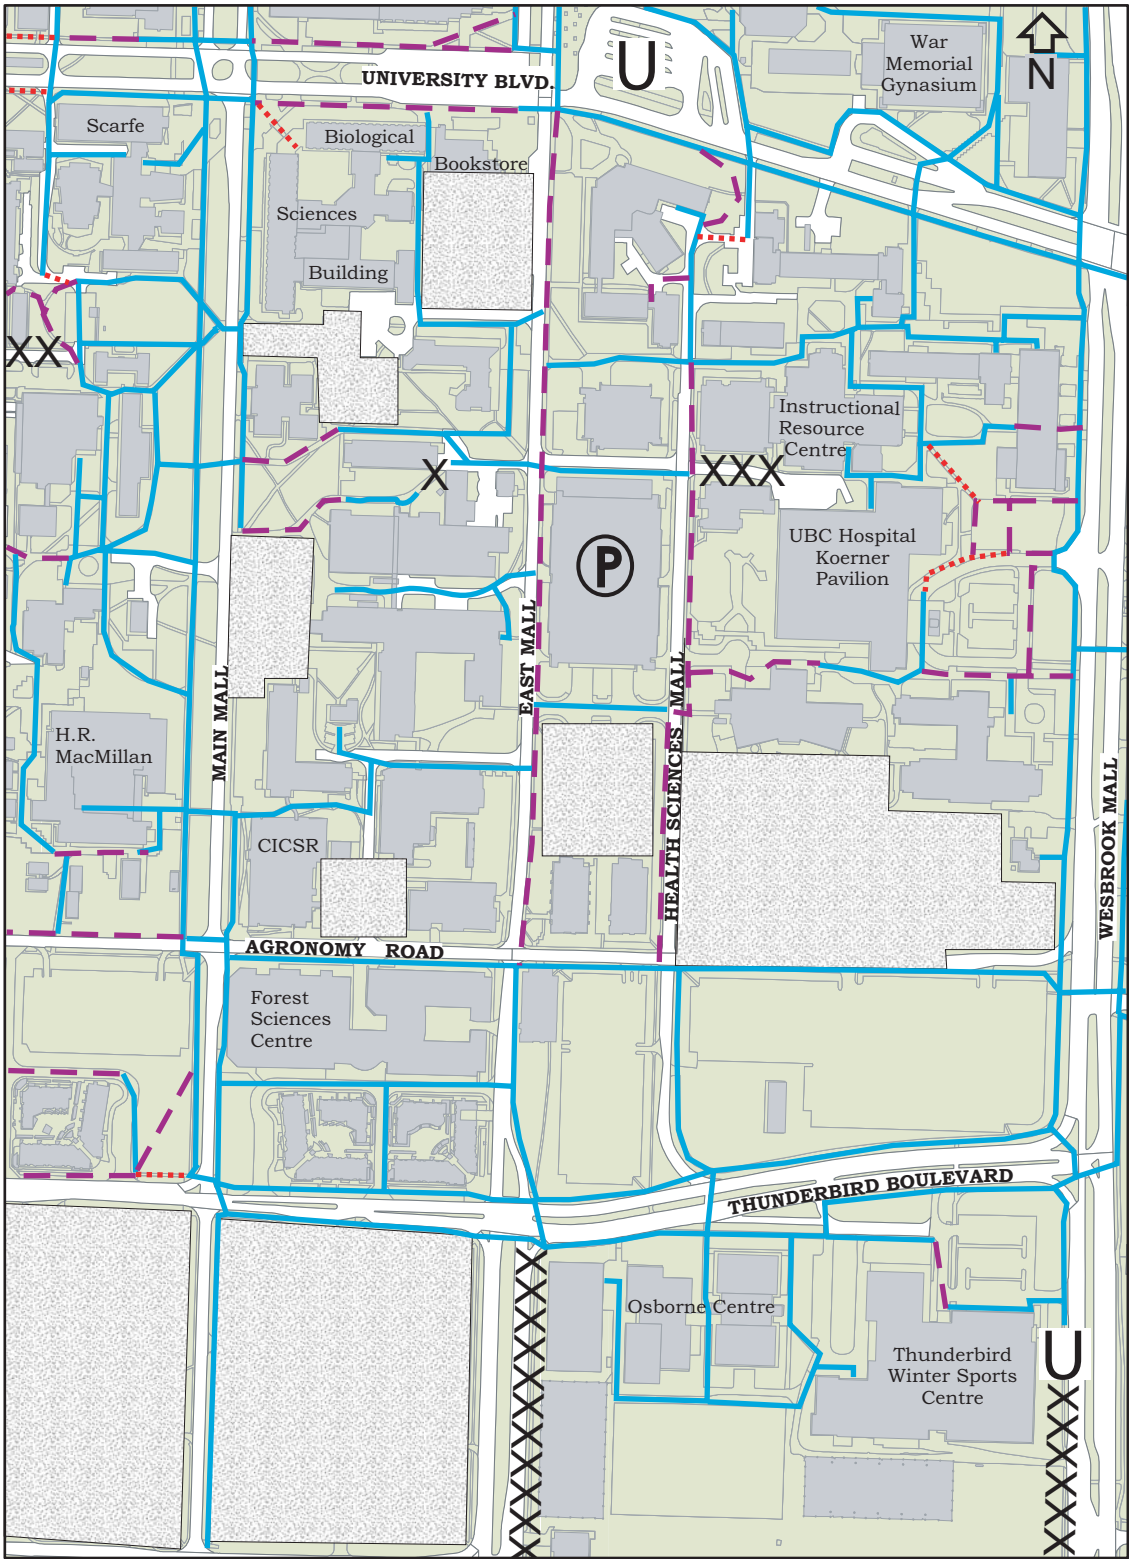 UNIVERSITY BLVD.
U
War
Memorial
Gynasium
N
Scarfe
Biological
Bookstore
Sciences
Building
XX
Instructional
Resource
Centre
X
XXX
P
UBC Hospital
Koerner
Pavilion
EAST MALL
MAIN MALL
HEALTH SCIENCES MALL
H.R.
MacMillan
WESBROOK MALL
CICSR
AGRONOMY ROAD
Forest
Sciences
Centre
THUNDERBIRD BOULEVARD
Osborne Centre
Thunderbird
Winter Sports
Centre
U